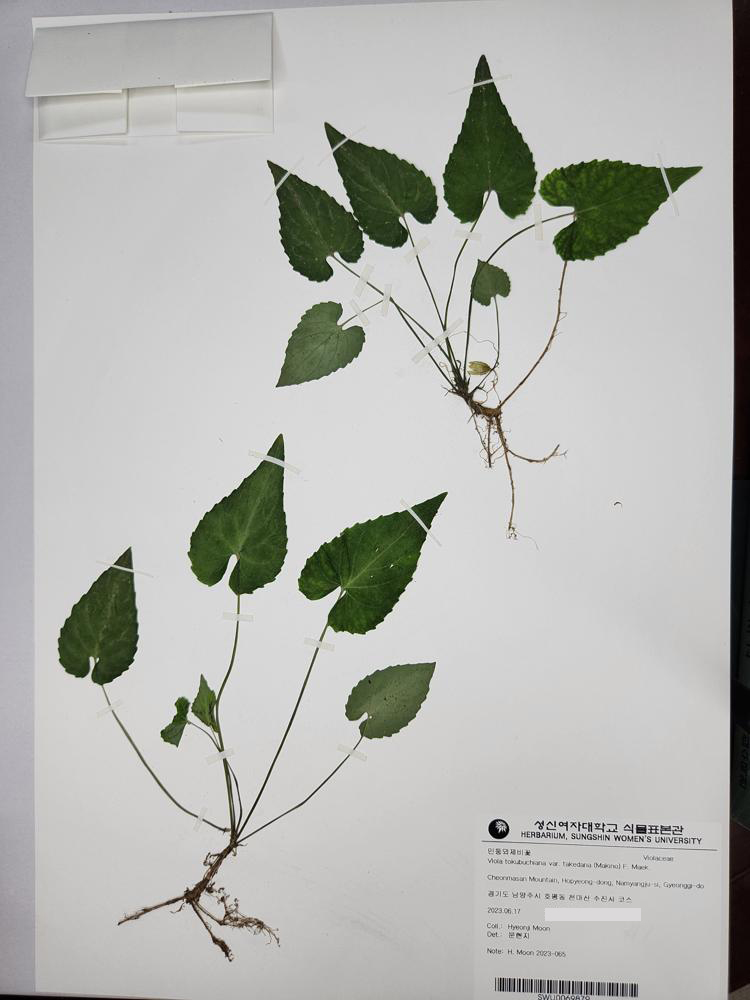 성신여자대학교 식물표본관
HERBARIUM, SUNGSHIN WOMEN'S UNIVERSITY
민둥뫼제비꽃
Violaceae
Viola tokubuchiana var. takedana (Makino) F. Maek.
Cheonmasan Mountain, Hopyeong-dong, Namyangju-si, Gyeonggi-do
경기도 남양주시 호평동 천마산 수진사 코스
2023.06.17
Coll.: Hyeonji Moon
Det.: 문현지
Note: H. Moon 2023-065
SWU0069879